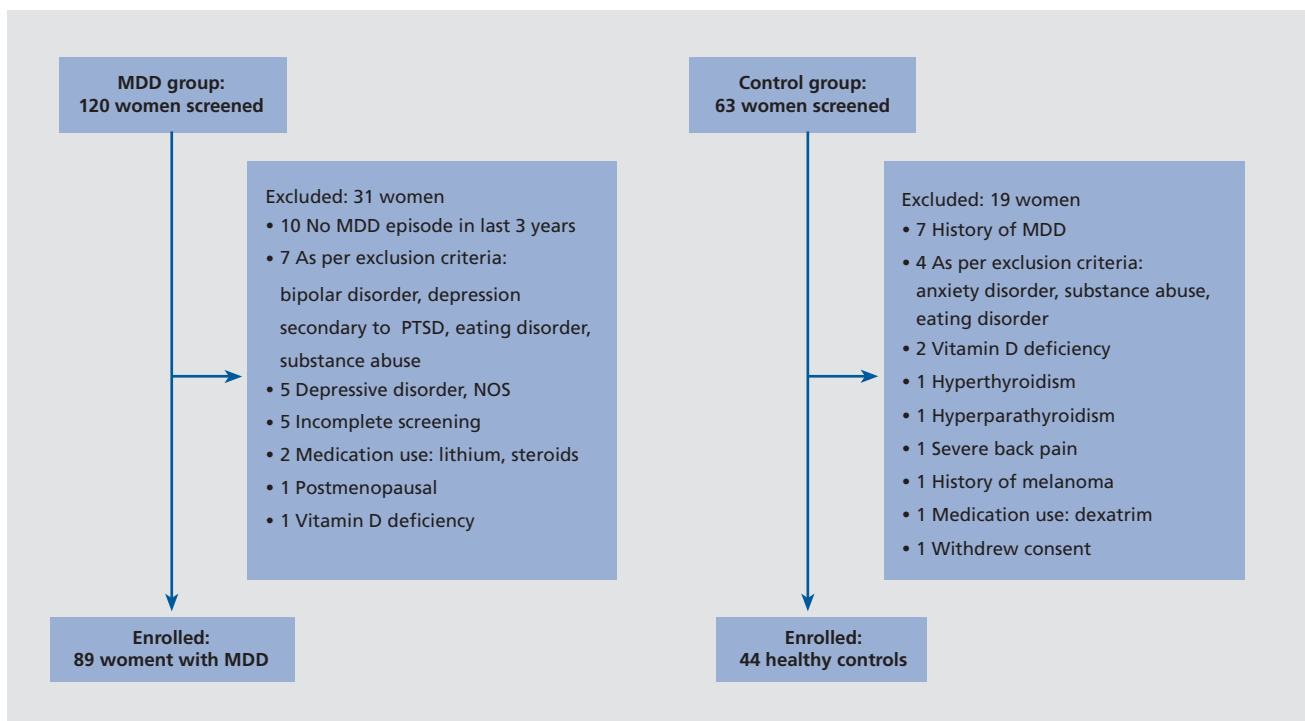 MDD group:
120 women screened
Excluded: 31 women
• 10 No MDD episode in last 3 years
• 7 As per exclusion criteria:
bipolar disorder, depression
secondary to PTSD, eating disorder,
substance abuse
• 5 Depressive disorder, NOS
• 5 Incomplete screening
• 2 Medication use: lithium, steroids
• 1 Postmenopausal
• 1 Vitamin D deficiency
Enrolled:
89 woment with MDD
Control group:
63 women screened
Excluded: 19 women
• 7 History of MDD
• 4 As per exclusion criteria:
anxiety disorder, substance abuse,
eating disorder
• 2 Vitamin D deficiency
• 1 Hyperthyroidism
• 1 Hyperparathyroidism
• 1 Severe back pain
• 1 History of melanoma
• 1 Medication use: dexatrim
• 1 Withdrew consent
Enrolled:
44 healthy controls